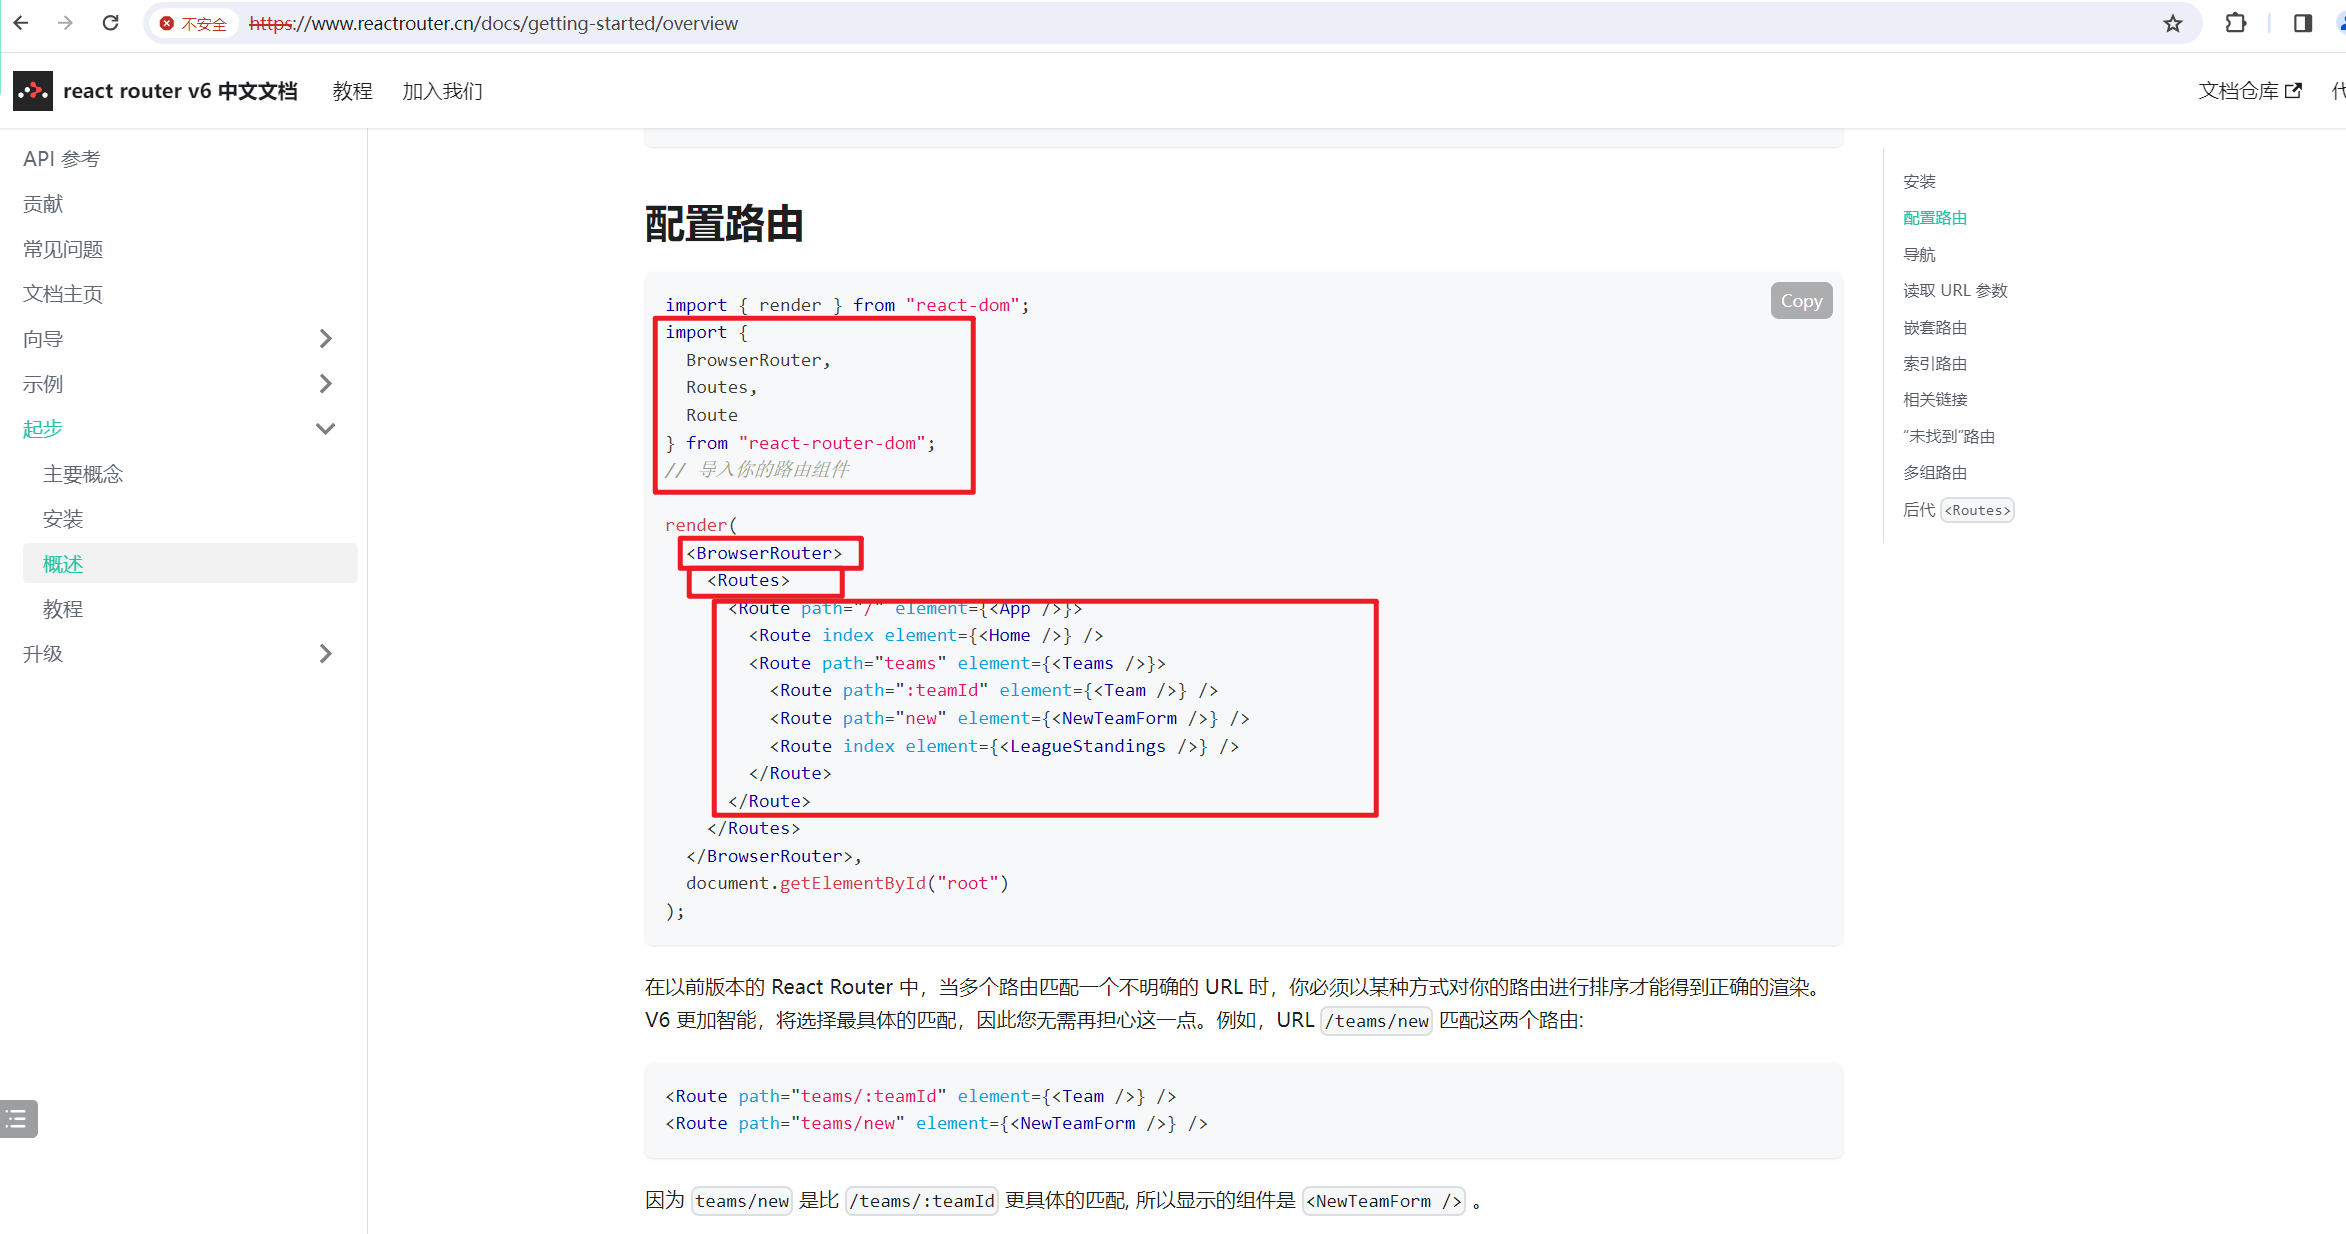 不安全 https://www.reactrouter.cn/docs/getting-started/overview
react router v6 中文文档 教程 加入我们 文档仓库
API 参考
贡献
常见问题
文档主页
向导
示例
起步
主要概念
安装
概述
教程
升级
配置路由
Copy
import { render } from "react-dom";
import {
  BrowserRouter,
  Routes,
  Route
} from "react-router-dom";
// 导入你的路由组件
render(
  <BrowserRouter>
    <Routes>
      <Route path="/" element={<App />}>
        <Route index element={<Home />} />
        <Route path="teams" element={<Teams />}>
          <Route path=":teamId" element={<Team />} />
          <Route path="new" element={<NewTeamForm />} />
          <Route index element={<LeagueStandings />} />
        </Route>
      </Route>
    </Routes>
  </BrowserRouter>,
  document.getElementById("root")
);
在以前版本的 React Router 中，当多个路由匹配一个不明确的 URL 时，你必须以某种方式对你的路由进行排序才能得到正确的渲染。
V6 更加智能，将选择最具体的匹配，因此您无需再担心这一点。例如，URL /teams/new 匹配这两个路由:
<Route path="teams/:teamId" element={<Team />} />
<Route path="teams/new" element={<NewTeamForm />} />
因为 teams/new 是比 /teams/:teamId 更具体的匹配, 所以显示的组件是 <NewTeamForm /> 。
安装
配置路由
导航
读取 URL 参数
嵌套路由
索引路由
相关链接
“未找到”路由
多组路由
后代 <Routes>